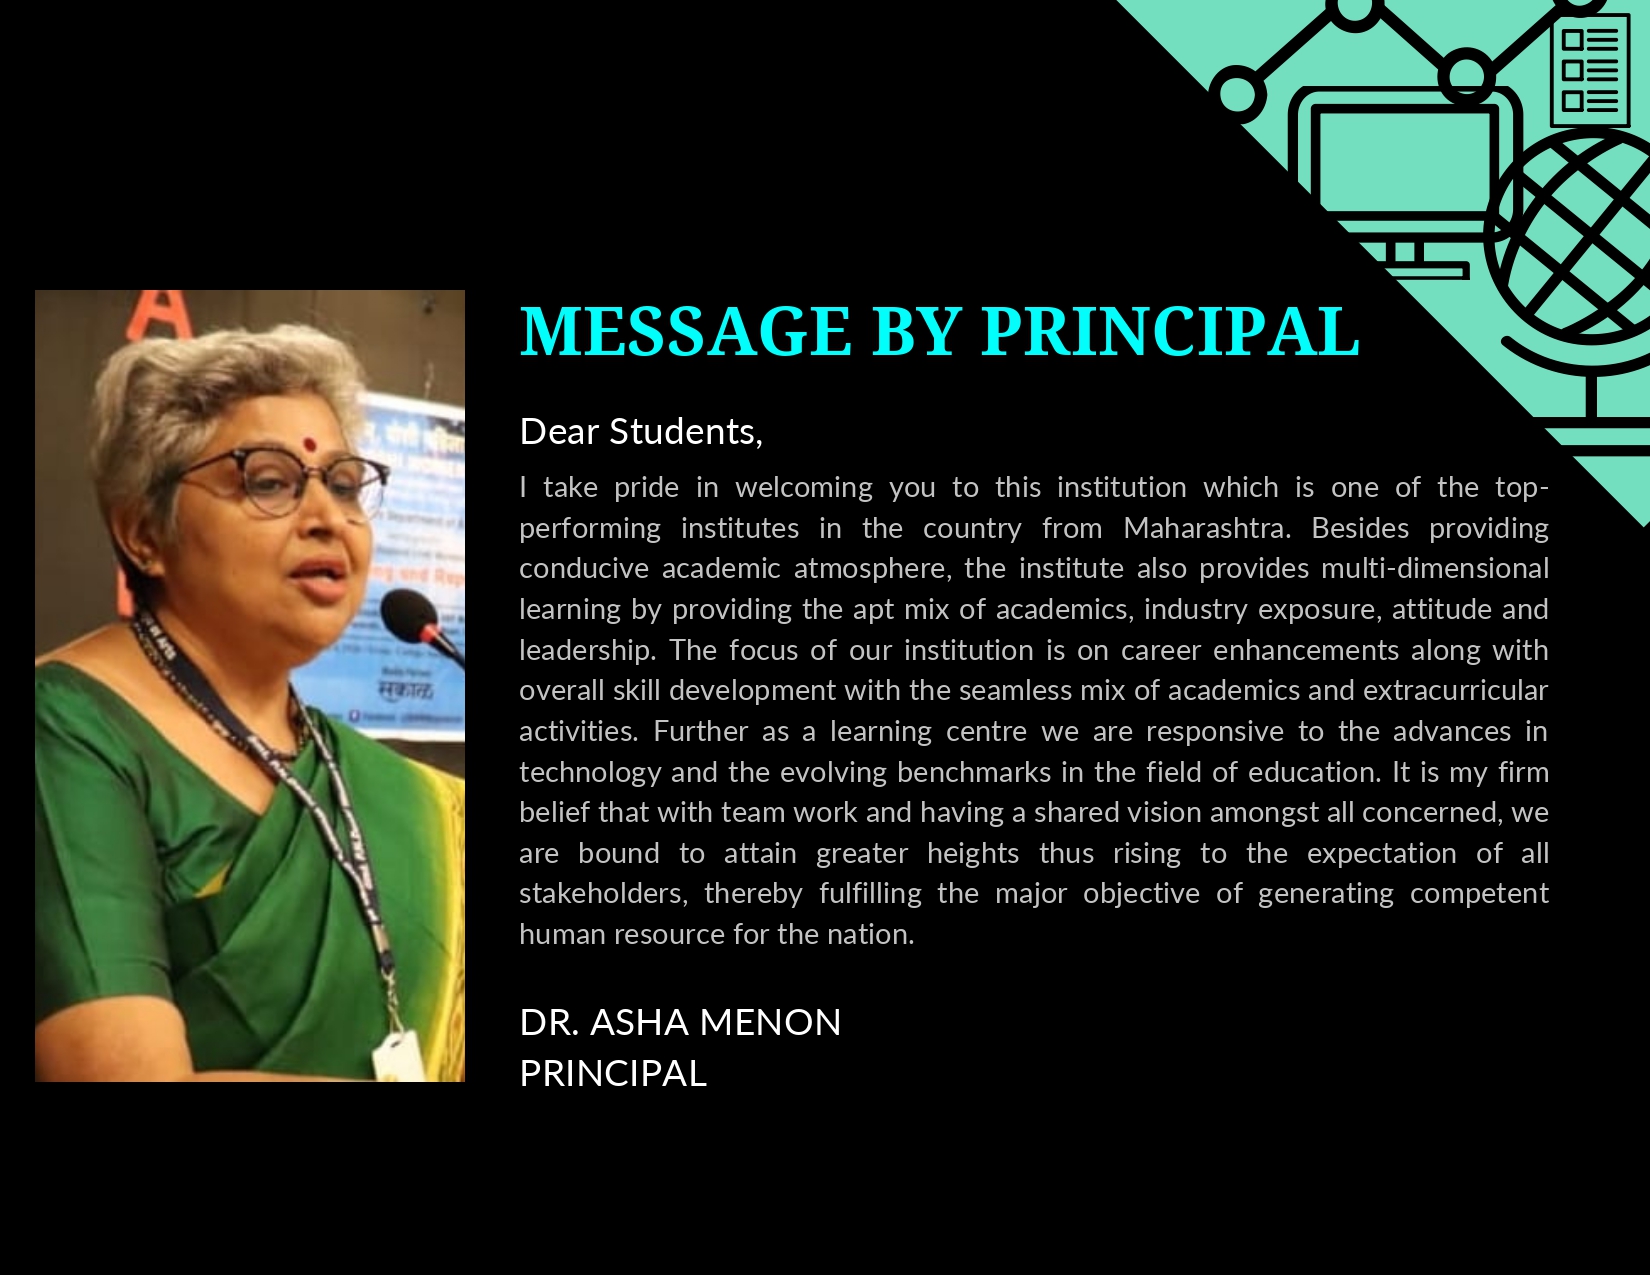 MESSAGE BY PRINCIPAL
Dear Students,
I take pride in welcoming you to this institution which is one of the top-
performing institutes in the country from Maharashtra. Besides providing
conducive academic atmosphere, the institute also provides multi-dimensional
learning by providing the apt mix of academics, industry exposure, attitude and
leadership. The focus of our institution is on career enhancements along with
overall skill development with the seamless mix of academics and extracurricular
activities. Further as a learning centre we are responsive to the advances in
technology and the evolving benchmarks in the field of education. It is my firm
belief that with team work and having a shared vision amongst all concerned, we
are bound to attain greater heights thus rising to the expectation of all
stakeholders, thereby fulfilling the major objective of generating competent
human resource for the nation.
DR. ASHA MENON
PRINCIPAL
A
सकाळ